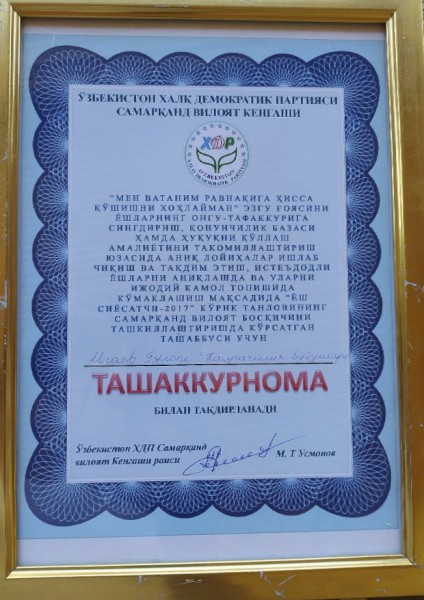 ЎЗБЕКИСТОН ХАЛҚ ДЕМОКРАТИК ПАРТИЯСИ
САМАРҚАНД ВИЛОЯТ КЕНГАШИ
"МЕН ВАТАНИМ РАВНАҚИГА ҲИССА
ҚЎШИШНИ ХОҲЛАЙМАН" ЭЗГУ ҒОЯСИНИ
ЁШЛАРНИНГ ОНГУ-ТАФАККУРИГА
СИНГДИРИШ, ҚОНУНЧИЛИК БАЗАСИ
ҲАМДА ҲУҚУҚНИ ҚЎЛЛАШ
АМАЛИЁТИНИ ТАКОМИЛЛАШТИРИШ
ЮЗАСИДА АНИҚ ЛОЙИҲАЛАР ИШЛАБ
ЧИҚИШ ВА ТАҚДИМ ЭТИШ, ИСТЕЪДОДЛИ
ЁШЛАРНИ АНИҚЛАШДА ВА УЛАРНИ
ИЖОДИЙ КАМОЛ ТОПИШИДА
КЎМАКЛАШИШ МАҚСАДИДА "ЁШ
СИЁСАТЧИ-2017" КЎРИК ТАНЛОВИНИНГ
САМАРҚАНД ВИЛОЯТ БОСҚИЧИНИ
ТАШКИЛЛАШТИРИШДА КЎРСАТГАН
ТАШАББУСИ УЧУН
ТАШАККУРНОМА
БИЛАН ТАҚДИРЛАНАДИ
Ўзбекистон ХДП Самарқанд
вилоят Кенгаши раиси М. Т Усмонов